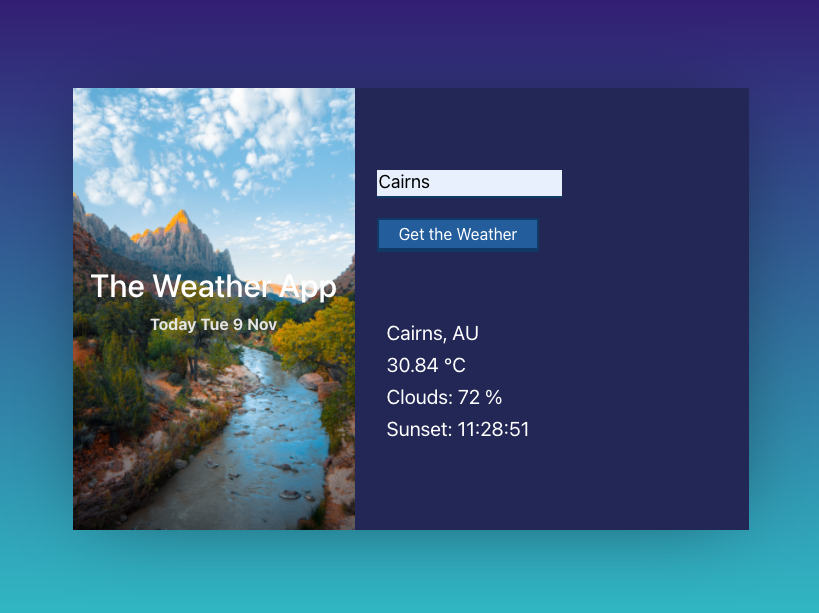 The Weather App
Today Tue 9 Nov
Cairns
Get the Weather
Cairns, AU
30.84 °C
Clouds: 72 %
Sunset: 11:28:51